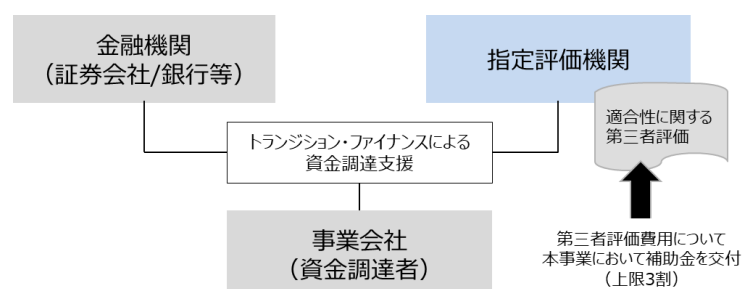 金融機関
（証券会社/銀行等）
指定評価機関
適合性に関する
第三者評価
トランジション・ファイナンスによる
資金調達支援
事業会社
（資金調達者）
第三者評価費用について
本事業において補助金を交付
（上限3割）